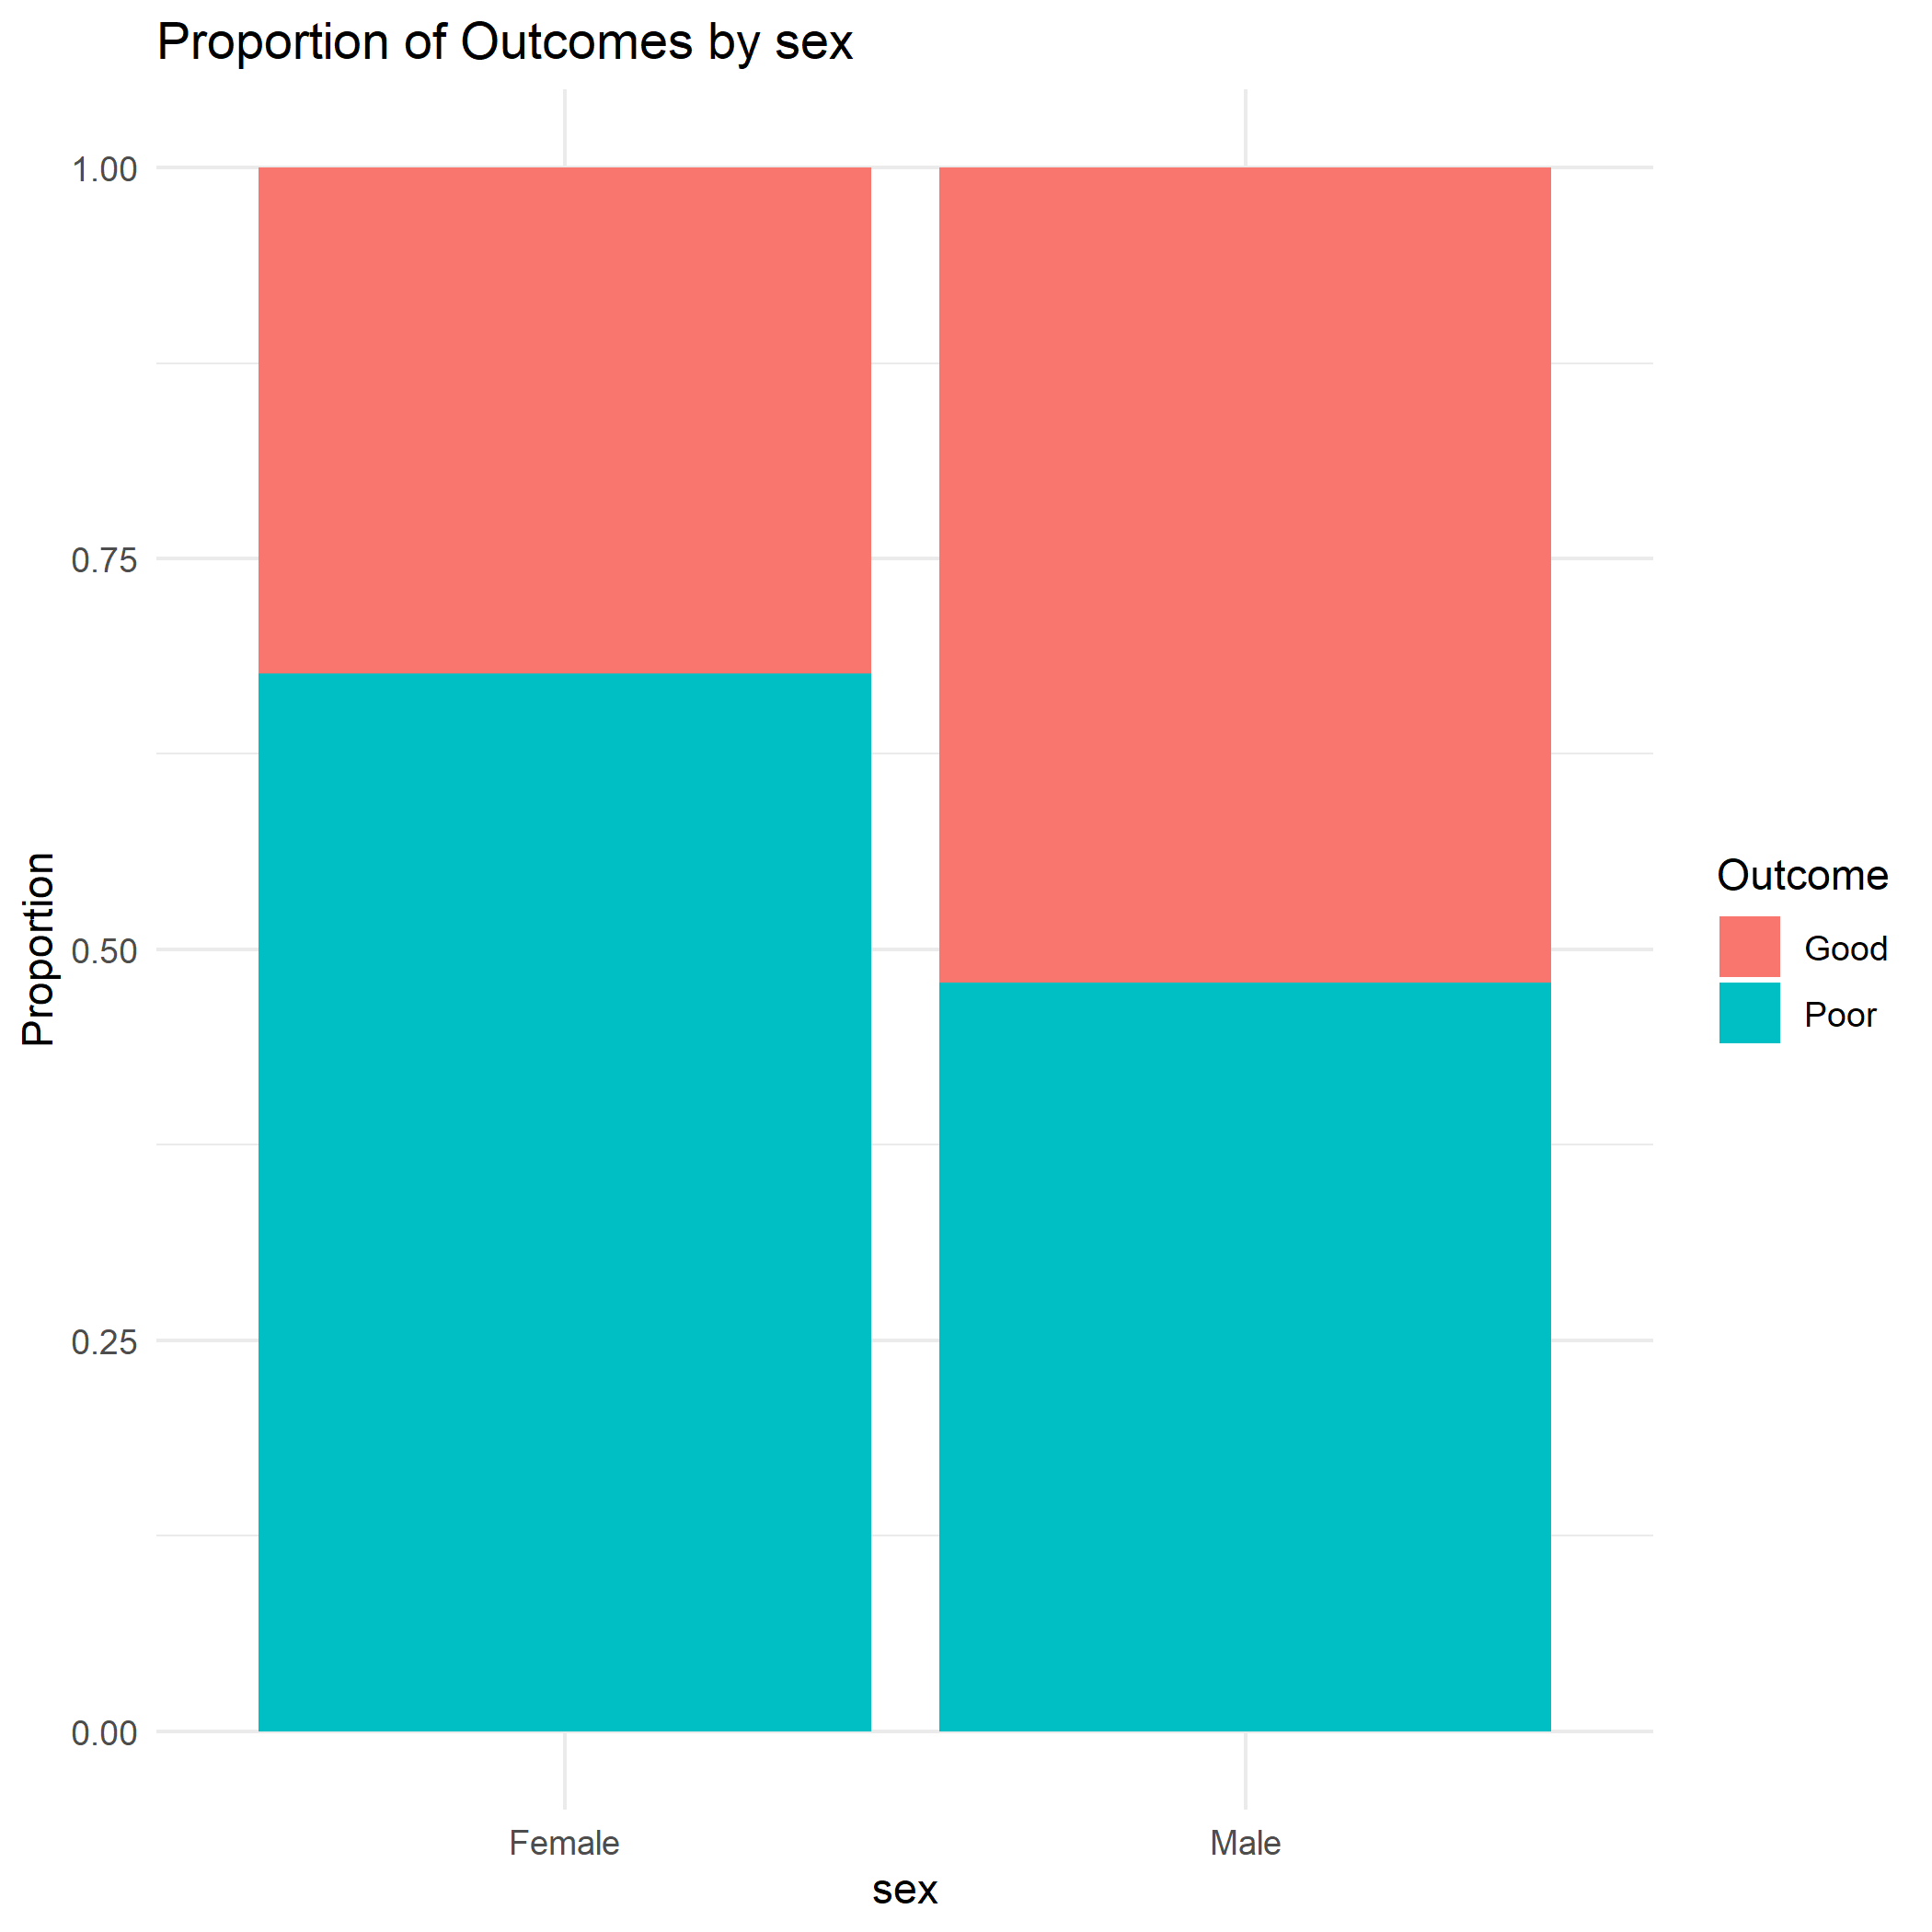 Proportion of Outcomes by sex
1.00
0.75
0.50
0.25
0.00
Proportion
Female
Male
sex
Outcome
Good
Poor